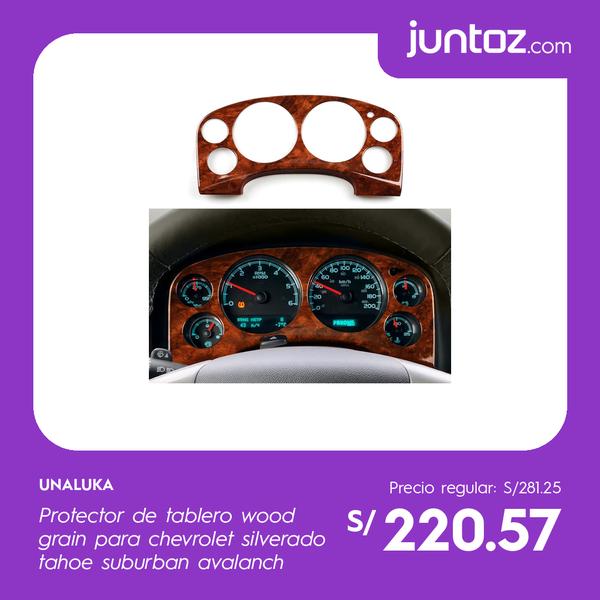 juntoz.com
UNALUKA
Protector de tablero wood
grain para chevrolet silverado
tahoe suburban avalanch
Precio regular: S/281.25
S/220.57